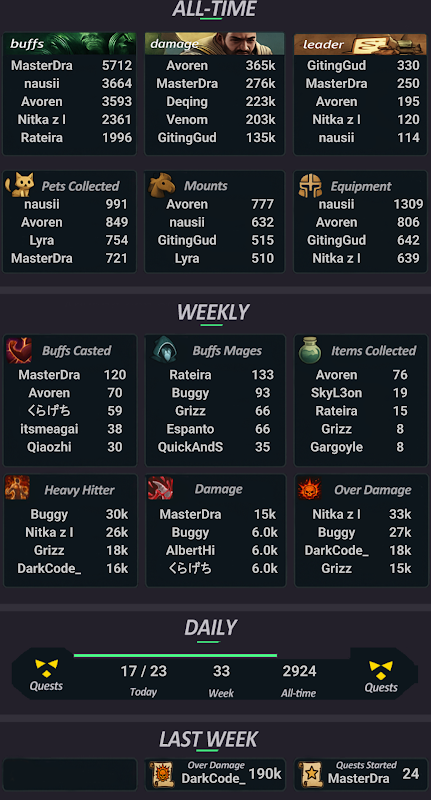 ALL-TIME
buffs
MasterDra 5712
nausii 3664
Avoren 3593
Nitka z l 2361
Rateira 1996
damage
Avoren 365k
MasterDra 276k
Deqing 223k
Venom 203k
GitingGud 135k
leader
GitingGud 330
MasterDra 250
Avoren 195
Nitka z l 120
nausii 114
Pets Collected
nausii 991
Avoren 849
Lyra 754
MasterDra 721
Mounts
Avoren 777
nausii 632
GitingGud 515
Lyra 510
Equipment
nausii 1309
Avoren 806
GitingGud 642
Nitka z l 639
WEEKLY
Buffs Casted
MasterDra 120
Avoren 70
くらげち 59
itsmeagai 38
Qiaozhi 30
Buffs Mages
Rateira 133
Buggy 93
Grizz 66
Espanto 66
QuickAndS 35
Items Collected
Avoren 76
SkyL3on 19
Rateira 15
Grizz 8
Gargoyle 8
Heavy Hitter
Buggy 30k
Nitka z l 26k
Grizz 18k
DarkCode_ 16k
Damage
MasterDra 15k
Buggy 6.0k
AlbertHi 6.0k
くらげち 6.0k
Over Damage
Nitka z l 33k
Buggy 27k
DarkCode_ 18k
Grizz 15k
DAILY
Quests
17 / 23
Today
33
Week
2924
All-time
Quests
LAST WEEK
Over Damage
DarkCode_ 190k
Quests Started
MasterDra 24